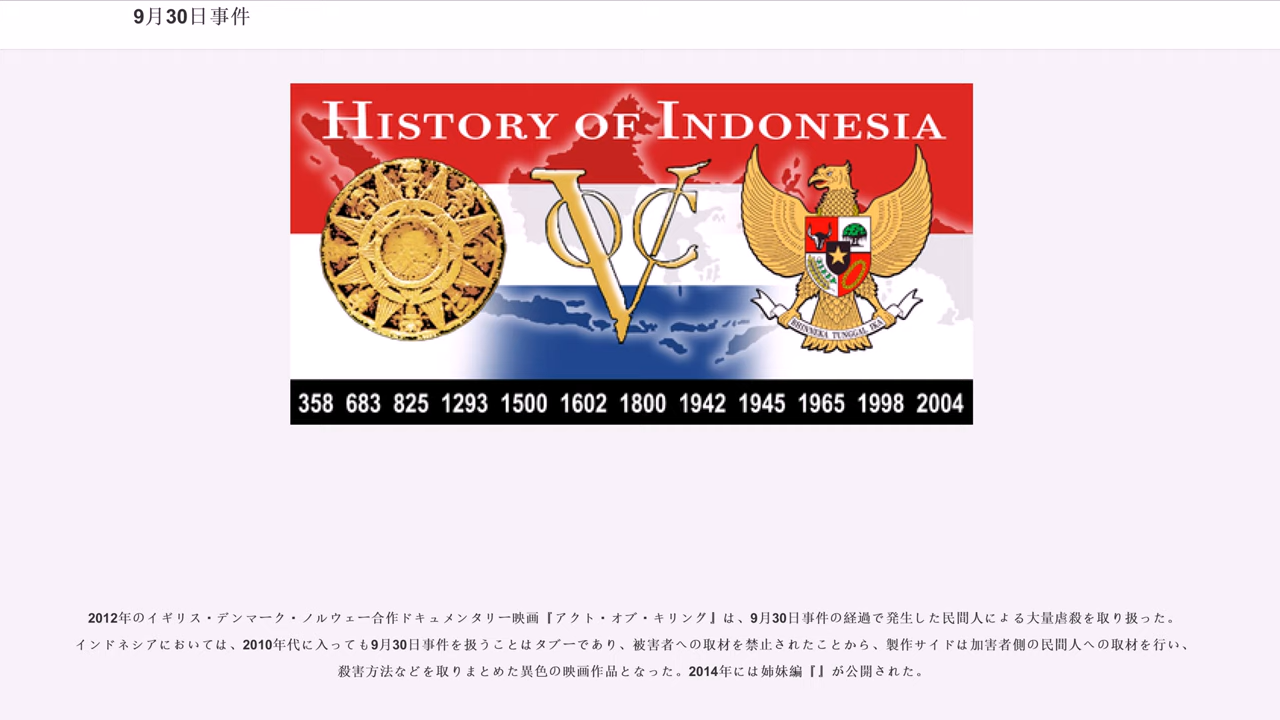 9月30日事件
HISTORY OF INDONESIA
VOC
BHINNEKA TUNGGAL IKA
358 683 825 1293 1500 1602 1800 1942 1945 1965 1998 2004
2012年のイギリス・デンマーク・ノルウェー合作ドキュメンタリー映画『アクト・オブ・キリング』は、9月30日事件の経過で発生した民間人による大量虐殺を取り扱った。
インドネシアにおいては、2010年代に入っても9月30日事件を扱うことはタブーであり、被害者への取材を禁止されたことから、製作サイドは加害者側の民間人への取材を行い、
殺害方法などを取りまとめた異色の映画作品となった。2014年には姉妹編『』が公開された。